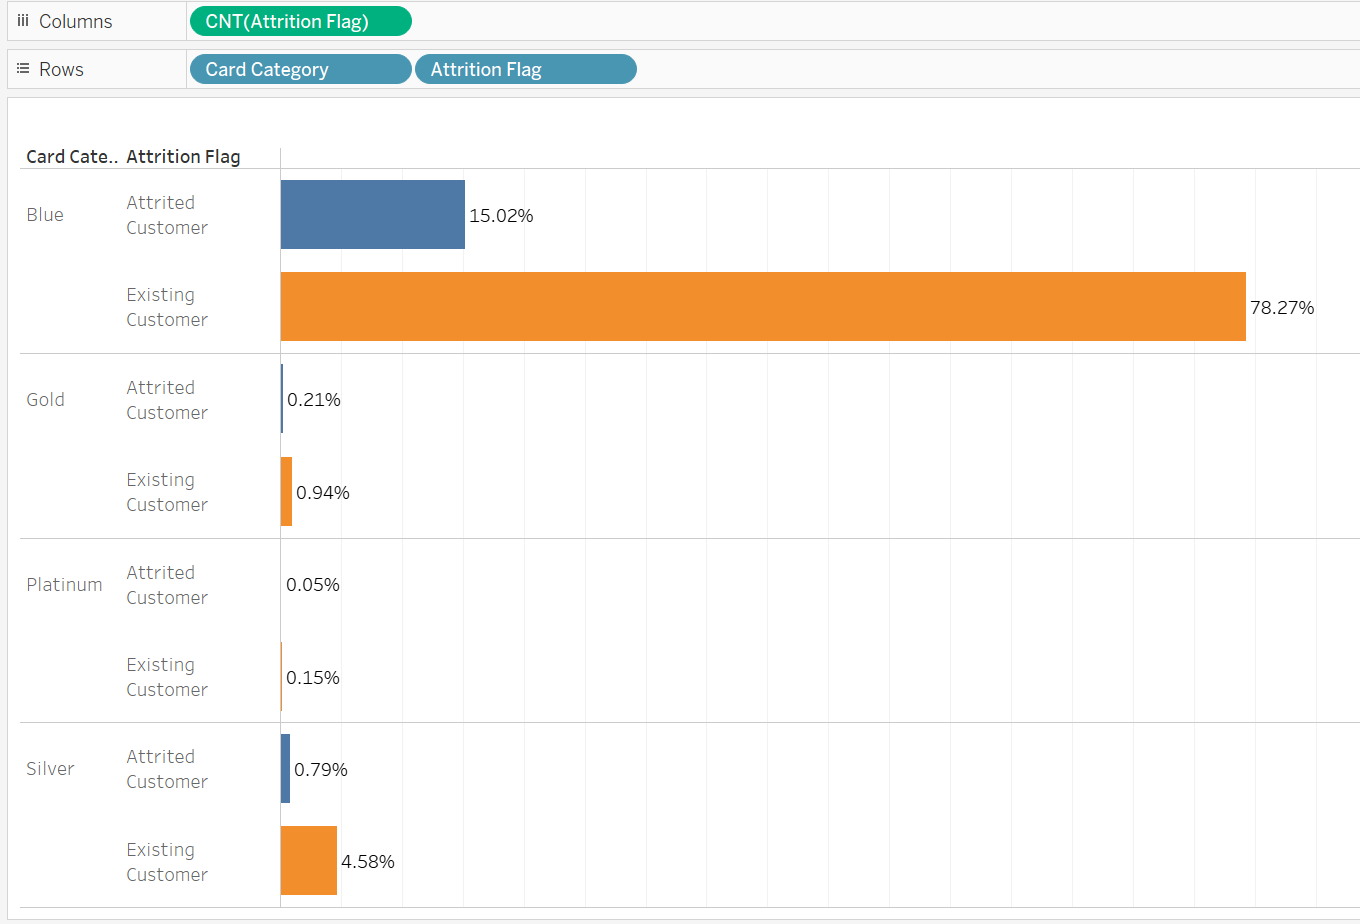 Columns
CNT(Attrition Flag)
Rows
Card Category
Attrition Flag
Card Cate..
Attrition Flag
Blue
Attrited
Customer
15.02%
Existing
Customer
78.27%
Gold
Attrited
Customer
0.21%
Existing
Customer
0.94%
Platinum
Attrited
Customer
0.05%
Existing
Customer
0.15%
Silver
Attrited
Customer
0.79%
Existing
Customer
4.58%